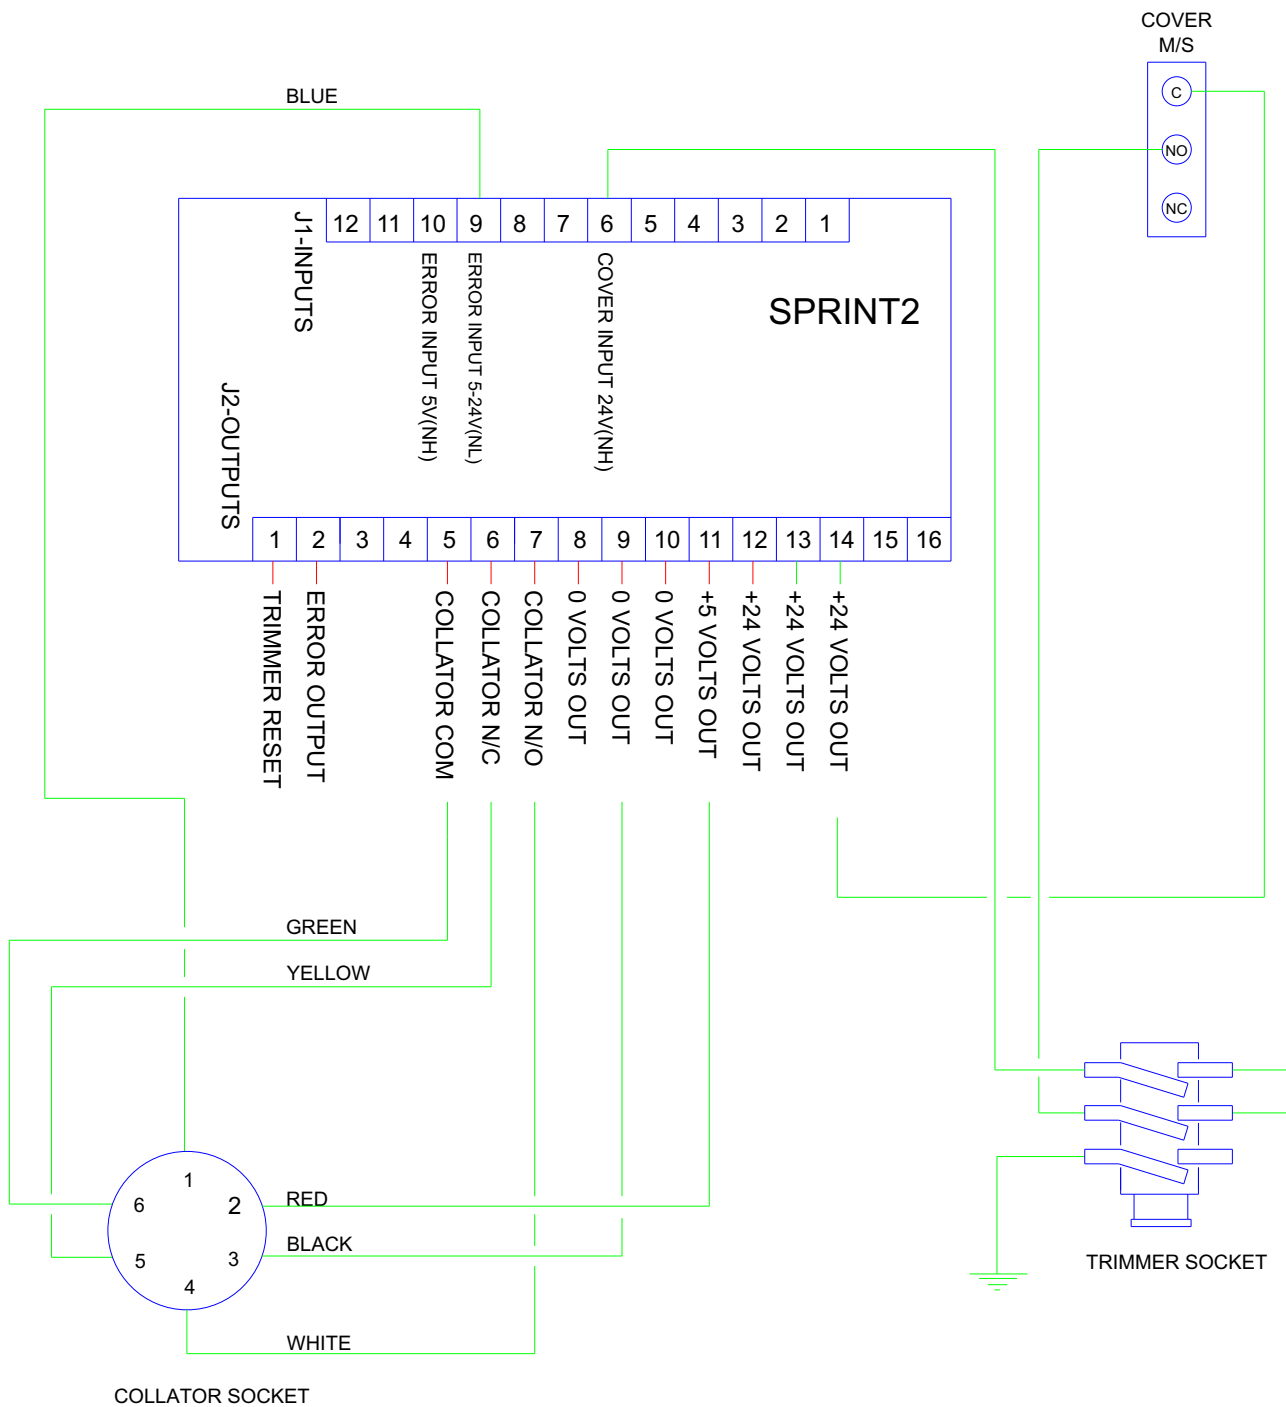 COVER
M/S
C
NO
NC
BLUE
J1-INPUTS
12 11 10 9 8 7 6 5 4 3 2 1
ERROR INPUT 5V(NH)
ERROR INPUT 5-24V(NL)
COVER INPUT 24V(NH)
SPRINT2
J2-OUTPUTS
1 2 3 4 5 6 7 8 9 10 11 12 13 14 15 16
TRIMMER RESET
ERROR OUTPUT
COLLATOR COM
COLLATOR N/C
COLLATOR N/O
0 VOLTS OUT
0 VOLTS OUT
0 VOLTS OUT
+5 VOLTS OUT
+24 VOLTS OUT
+24 VOLTS OUT
+24 VOLTS OUT
GREEN
YELLOW
1
6 2
5 3
4
RED
BLACK
WHITE
TRIMMER SOCKET
COLLATOR SOCKET